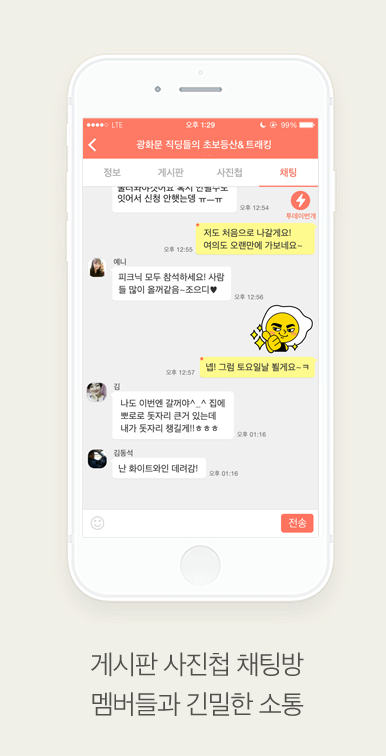 LTE 오후 1:29 99%
광화문 직딩들의 초보등산&트래킹
정보 게시판 사진첩 채팅
잇어서 신청 안햇는뎅 ㅠㅡㅠ
오후 12:54
투데이번개
저도 처음으로 나갈게요!
여의도 오랜만에 가보네요~
오후 12:55
예니
피크닉 모두 참석하세요! 사람
들 많이 올꺼같음~조으디♥
오후 12:56
넵! 그럼 토요일날 뵐게요~ㅋ
오후 12:57
김
나도 이번엔 갈꺼야^_^ 집에
뽀로로 돗자리 큰거 있는데
내가 돗자리 챙길게!!ㅎㅎㅎ
오후 01:16
김동석
난 화이트와인 데려감!
오후 01:16
전송
게시판 사진첩 채팅방
멤버들과 긴밀한 소통